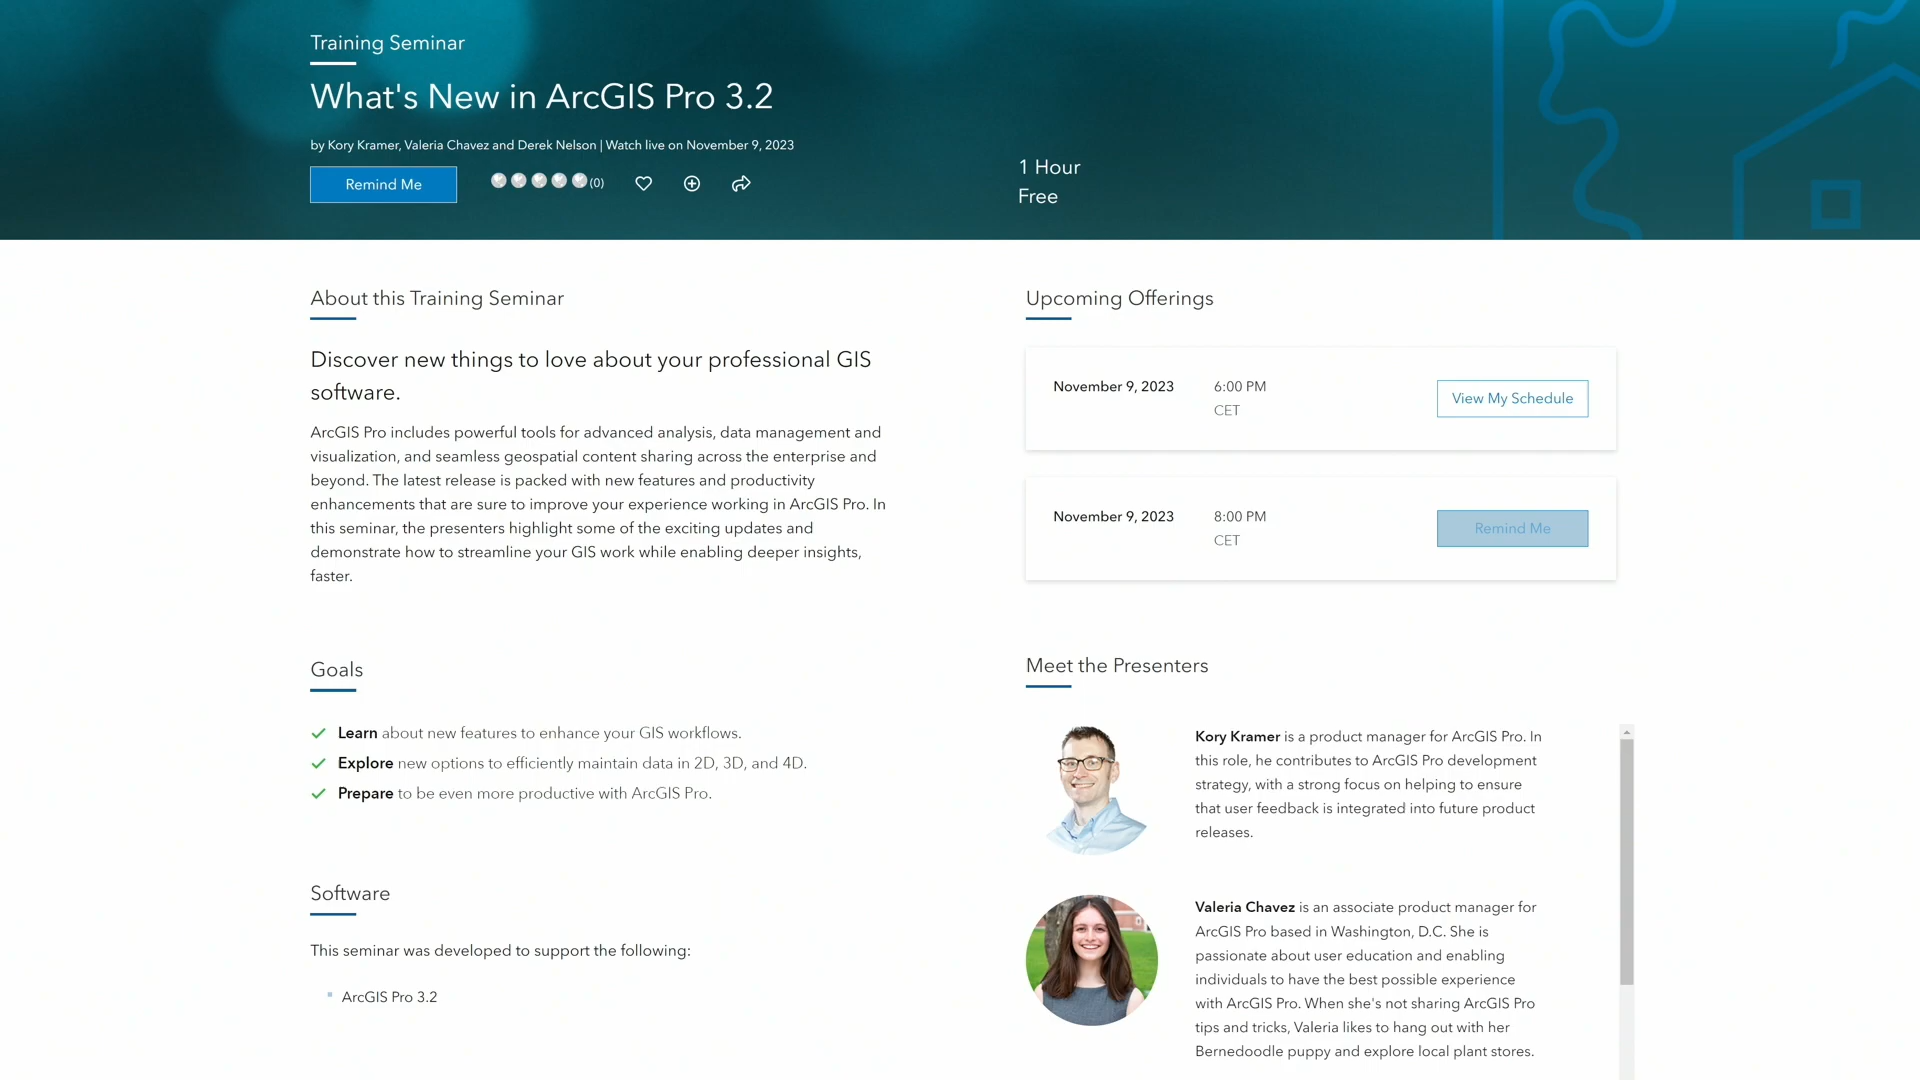 Training Seminar
What's New in ArcGIS Pro 3.2
by Kory Kramer, Valeria Chavez and Derek Nelson | Watch live on November 9, 2023
Remind Me
(0)
1 Hour
Free
About this Training Seminar
Discover new things to love about your professional GIS
software.
ArcGIS Pro includes powerful tools for advanced analysis, data management and
visualization, and seamless geospatial content sharing across the enterprise and
beyond. The latest release is packed with new features and productivity
enhancements that are sure to improve your experience working in ArcGIS Pro. In
this seminar, the presenters highlight some of the exciting updates and
demonstrate how to streamline your GIS work while enabling deeper insights,
faster.
Goals
Learn about new features to enhance your GIS workflows.
Explore new options to efficiently maintain data in 2D, 3D, and 4D.
Prepare to be even more productive with ArcGIS Pro.
Software
This seminar was developed to support the following:
ArcGIS Pro 3.2
Upcoming Offerings
November 9, 2023 6:00 PM
CET
View My Schedule
November 9, 2023 8:00 PM
CET
Remind Me
Meet the Presenters
Kory Kramer is a product manager for ArcGIS Pro. In
this role, he contributes to ArcGIS Pro development
strategy, with a strong focus on helping to ensure
that user feedback is integrated into future product
releases.
Valeria Chavez is an associate product manager for
ArcGIS Pro based in Washington, D.C. She is
passionate about user education and enabling
individuals to have the best possible experience
with ArcGIS Pro. When she's not sharing ArcGIS Pro
tips and tricks, Valeria likes to hang out with her
Bernedoodle puppy and explore local plant stores.